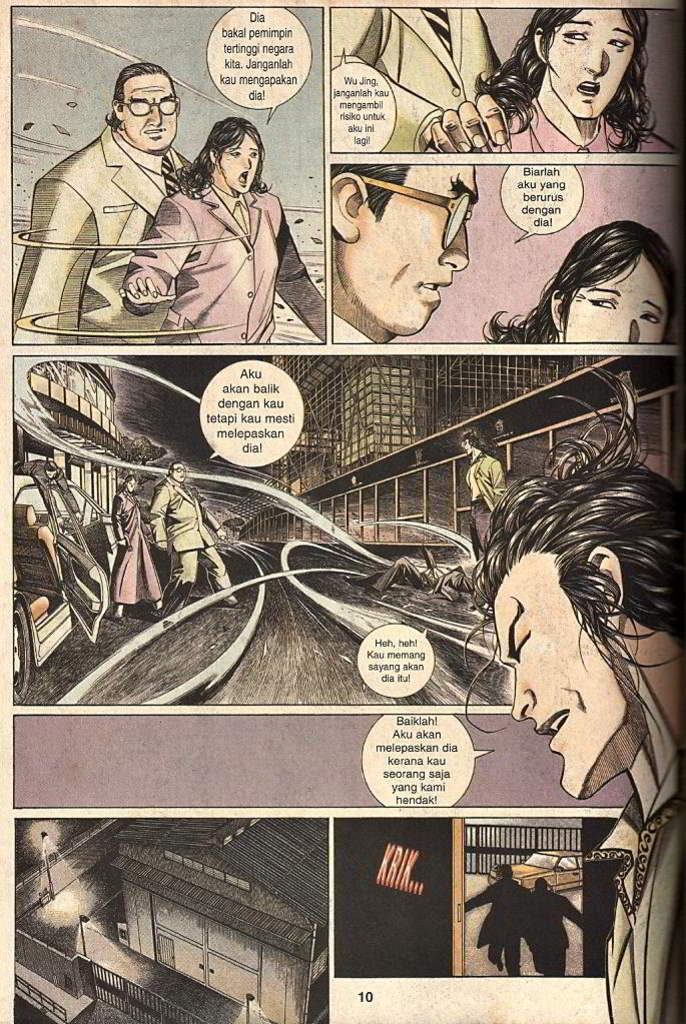 Dia
bakal pemimpin
tertinggi negara
kita. Janganlah
kau mengapakan
dia!
Wu Jing,
janganlah kau
mengambil
risiko untuk
aku ini
lagi!
Biarlah
aku yang
berurus
dengan
dia!
Aku
akan balik
dengan kau
tetapi kau mesti
melepaskan
dia!
Heh, heh!
Kau memang
sayang akan
dia itu!
Baiklah!
Aku akan
melepaskan dia
kerana kau
seorang saja
yang kami
hendak!
KRIK...
10